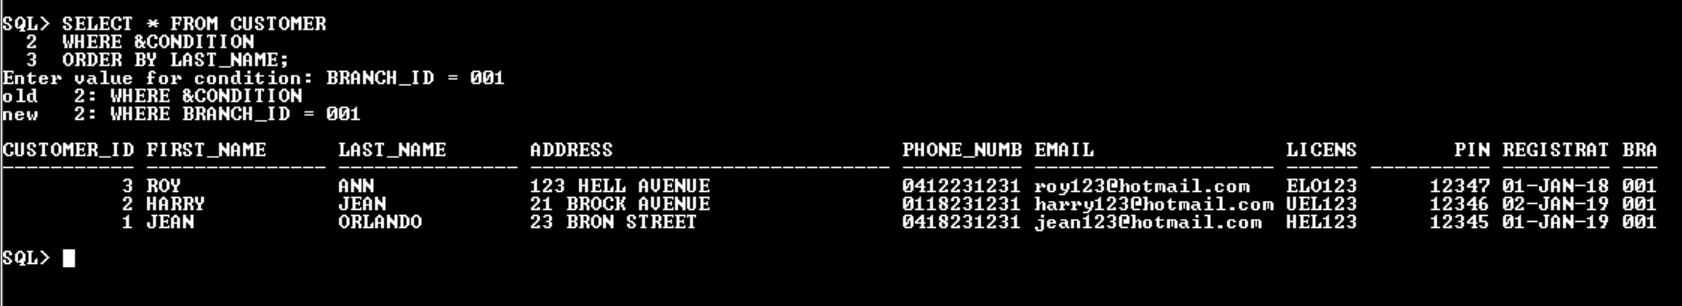 SQL> SELECT * FROM CUSTOMER
  2  WHERE &CONDITION
  3  ORDER BY LAST_NAME;
Enter value for condition: BRANCH_ID = 001
old   2: WHERE &CONDITION
new   2: WHERE BRANCH_ID = 001
CUSTOMER_ID FIRST_NAME      LAST_NAME       ADDRESS                        PHONE_NUMB EMAIL                LICENS        PIN REGISTRAT BRA
----------- --------------- --------------- ------------------------------ ---------- -------------------- ------ ---------- --------- ---
          3 ROY             ANN             123 HELL AVENUE                0412231231 roy123@hotmail.com   ELO123      12347 01-JAN-18 001
          2 HARRY           JEAN            21 BROCK AVENUE                0118231231 harry123@hotmail.com UEL123      12346 02-JAN-19 001
          1 JEAN            ORLANDO         23 BRON STREET                 0418231231 jean123@hotmail.com  HEL123      12345 01-JAN-19 001
SQL>